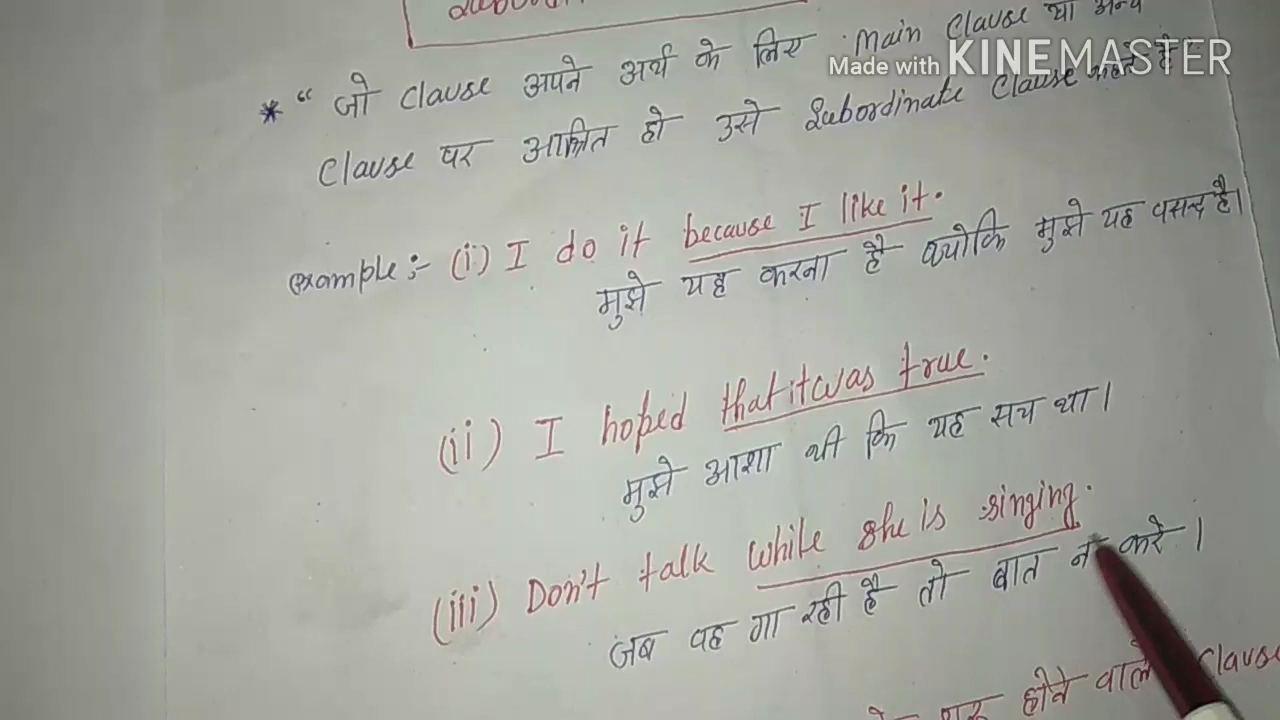 * “ जो Clause अपने अर्थ के लिए Main Clause या अन्य
Made with KINEMASTER
Clause पर आश्रित हो उसे Subordinate Clause कहते है
example :- (i) I do it because I like it.
मुझे यह करना है क्योकि मुझे यह पसन्द है।
(ii) I hoped that it was true.
मुझे आशा थी कि यह सच था।
(iii) Don't talk while she is singing.
जब वह गा रही है तो बात न करे।
होने वाले Clause